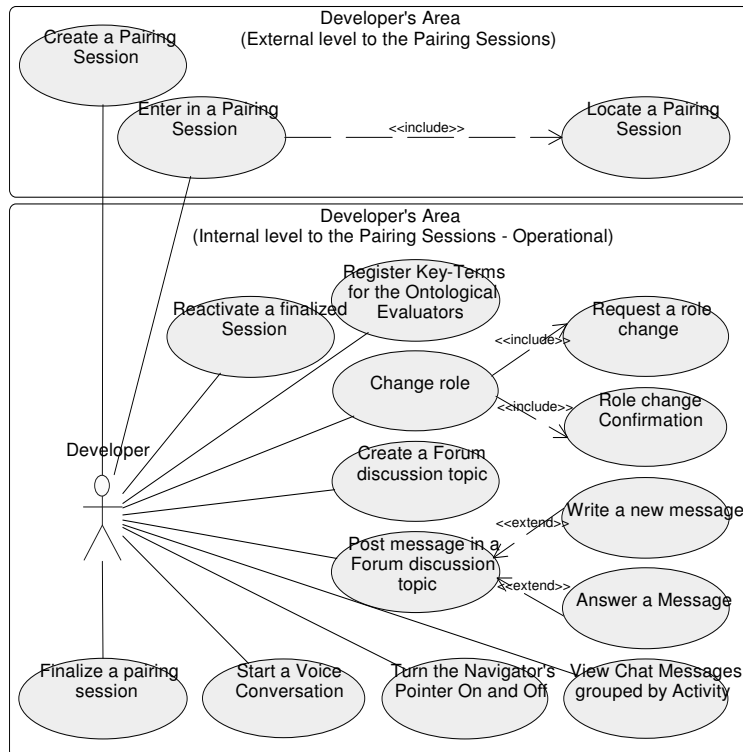 Developer's Area
(External level to the Pairing Sessions)
Create a Pairing
Session
Enter in a Pairing
Session
<<include>>
Locate a Pairing
Session
Developer's Area
(Internal level to the Pairing Sessions - Operational)
Register Key-Terms
for the Ontological
Evaluators
Reactivate a finalized
Session
Request a role
change
<<include>>
Change role
<<include>>
Role change
Confirmation
Developer
Create a Forum
discussion topic
Write a new message
<<extend>>
Post message in a
Forum discussion
topic
<<extend>>
Answer a Message
Finalize a pairing
session
Start a Voice
Conversation
Turn the Navigator's
Pointer On and Off
View Chat Messages
grouped by Activity